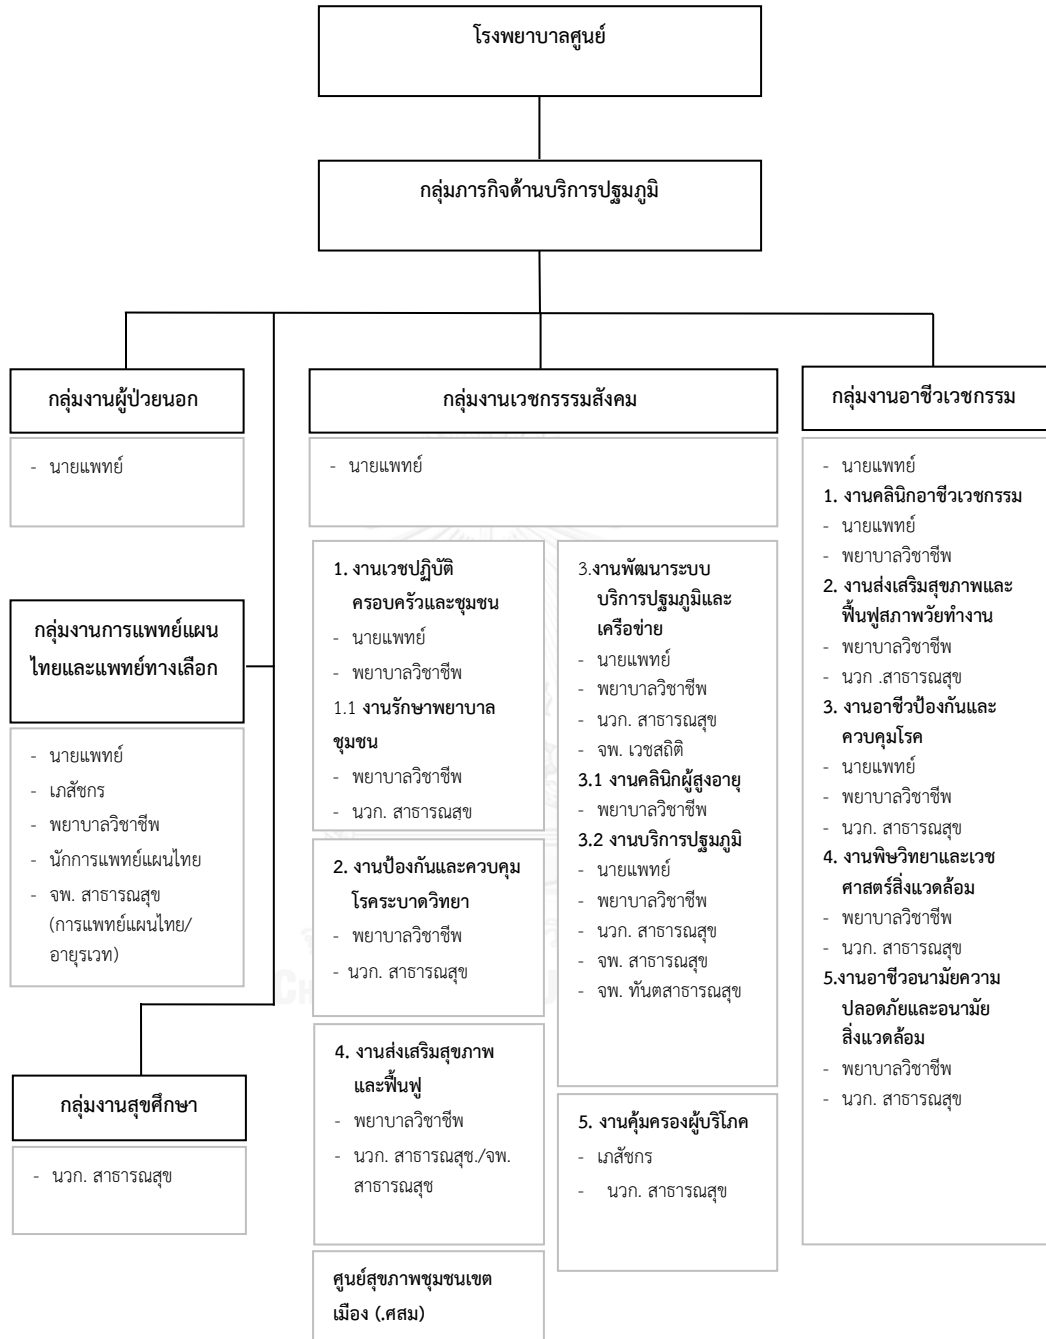 โรงพยาบาลศูนย์
กลุ่มภารกิจด้านบริการปฐมภูมิ
กลุ่มงานผู้ป่วยนอก
- นายแพทย์
กลุ่มงานการแพทย์แผน
ไทยและแพทย์ทางเลือก
- นายแพทย์
- เภสัชกร
- พยาบาลวิชาชีพ
- นักการแพทย์แผนไทย
- จพ. สาธารณสุข
(การแพทย์แผนไทย/
อายุรเวท)
กลุ่มงานสุขศึกษา
- นวก. สาธารณสุข
กลุ่มงานเวชกรรรมสังคม
- นายแพทย์
1. งานเวชปฏิบัติ
ครอบครัวและชุมชน
- นายแพทย์
- พยาบาลวิชาชีพ
1.1 งานรักษาพยาบาล
ชุมชน
- พยาบาลวิชาชีพ
- นวก. สาธารณสุข
2. งานป้องกันและควบคุม
โรคระบาดวิทยา
- พยาบาลวิชาชีพ
- นวก. สาธารณสุข
3.งานพัฒนาระบบ
บริการปฐมภูมิและ
เครือข่าย
- นายแพทย์
- พยาบาลวิชาชีพ
- นวก. สาธารณสุข
- จพ. เวชสถิติ
3.1 งานคลินิกผู้สูงอายุ
- พยาบาลวิชาชีพ
3.2 งานบริการปฐมภูมิ
- นายแพทย์
- พยาบาลวิชาชีพ
- นวก. สาธารณสุข
- จพ. สาธารณสุข
- จพ. ทันตสาธารณสุข
4. งานส่งเสริมสุขภาพ
และฟื้นฟู
- พยาบาลวิชาชีพ
- นวก. สาธารณสุช./จพ.
สาธารณสุช
5. งานคุ้มครองผู้บริโภค
- เภสัชกร
- นวก. สาธารณสุข
ศูนย์สุขภาพชุมชนเขต
เมือง (.ศสม)
กลุ่มงานอาชีวเวชกรรม
- นายแพทย์
1. งานคลินิกอาชีวเวชกรรม
- นายแพทย์
- พยาบาลวิชาชีพ
2. งานส่งเสริมสุขภาพและ
ฟื้นฟูสภาพวัยทำงาน
- พยาบาลวิชาชีพ
- นวก .สาธารณสุข
3. งานอาชีวป้องกันและ
ควบคุมโรค
- นายแพทย์
- พยาบาลวิชาชีพ
- นวก. สาธารณสุข
4. งานพิษวิทยาและเวช
ศาสตร์สิ่งแวดล้อม
- พยาบาลวิชาชีพ
- นวก. สาธารณสุข
5.งานอาชีวอนามัยความ
ปลอดภัยและอนามัย
สิ่งแวดล้อม
- พยาบาลวิชาชีพ
- นวก. สาธารณสุข